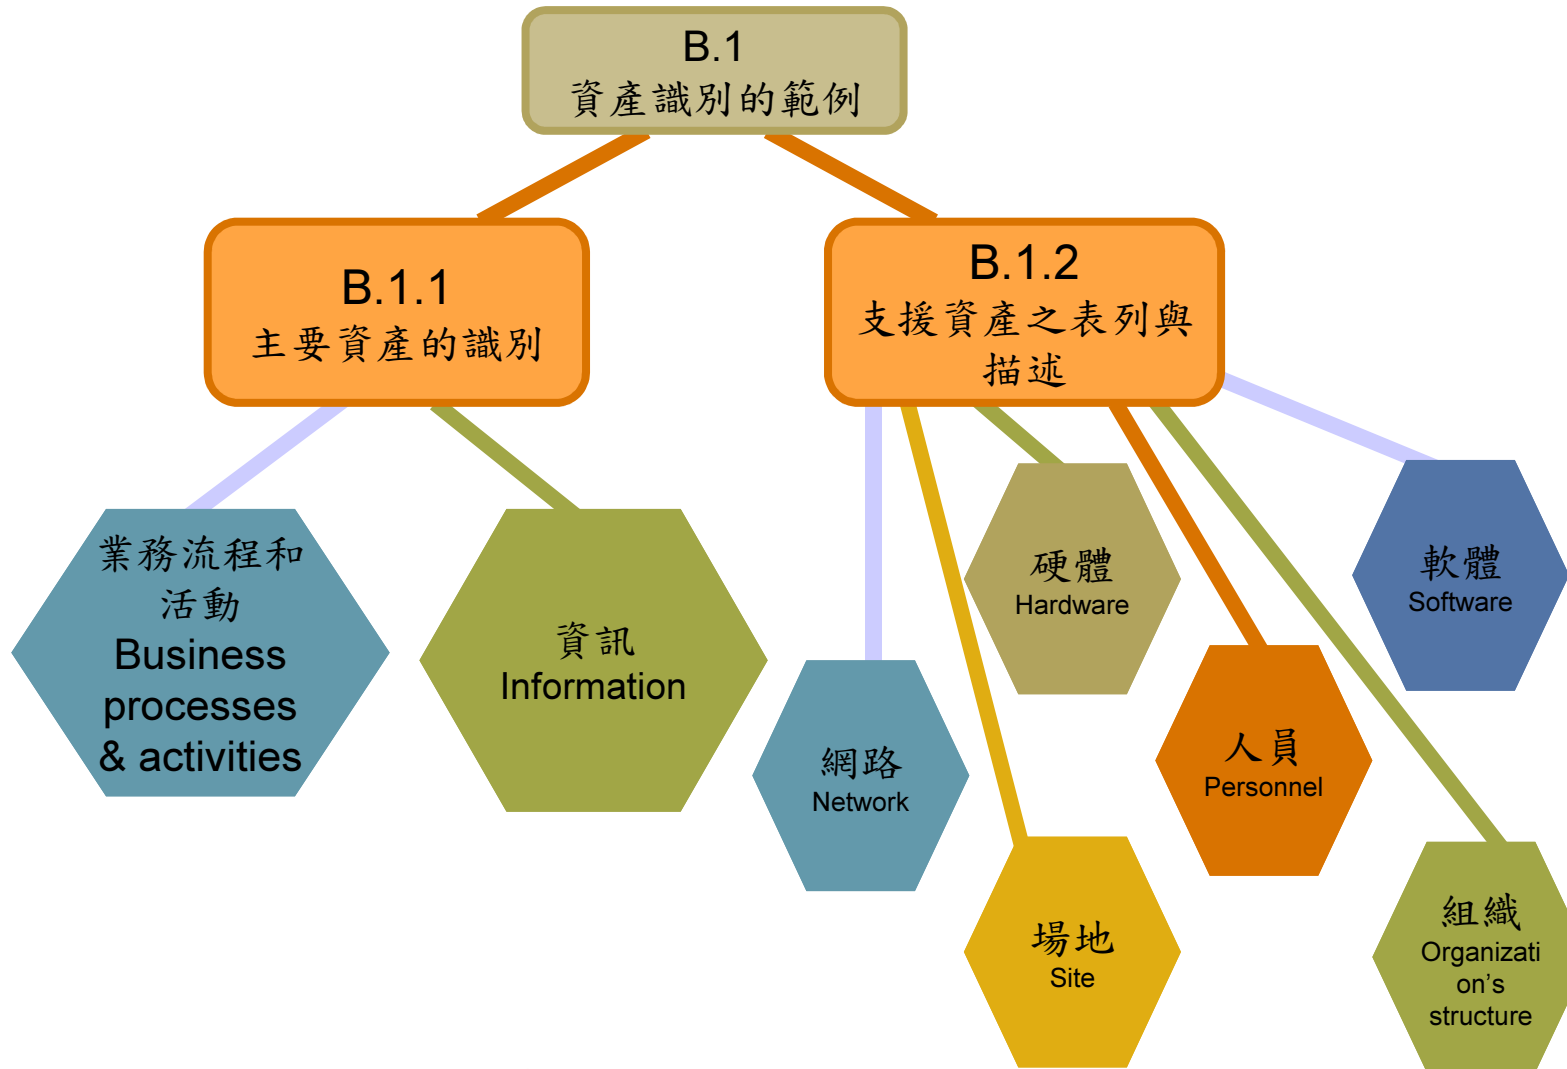 B.1
資產識別的範例
B.1.1
主要資產的識別
B.1.2
支援資產之表列與
描述
業務流程和
活動
Business
processes
& activities
資訊
Information
硬體
Hardware
軟體
Software
網路
Network
人員
Personnel
場地
Site
組織
Organizati
on's
structure